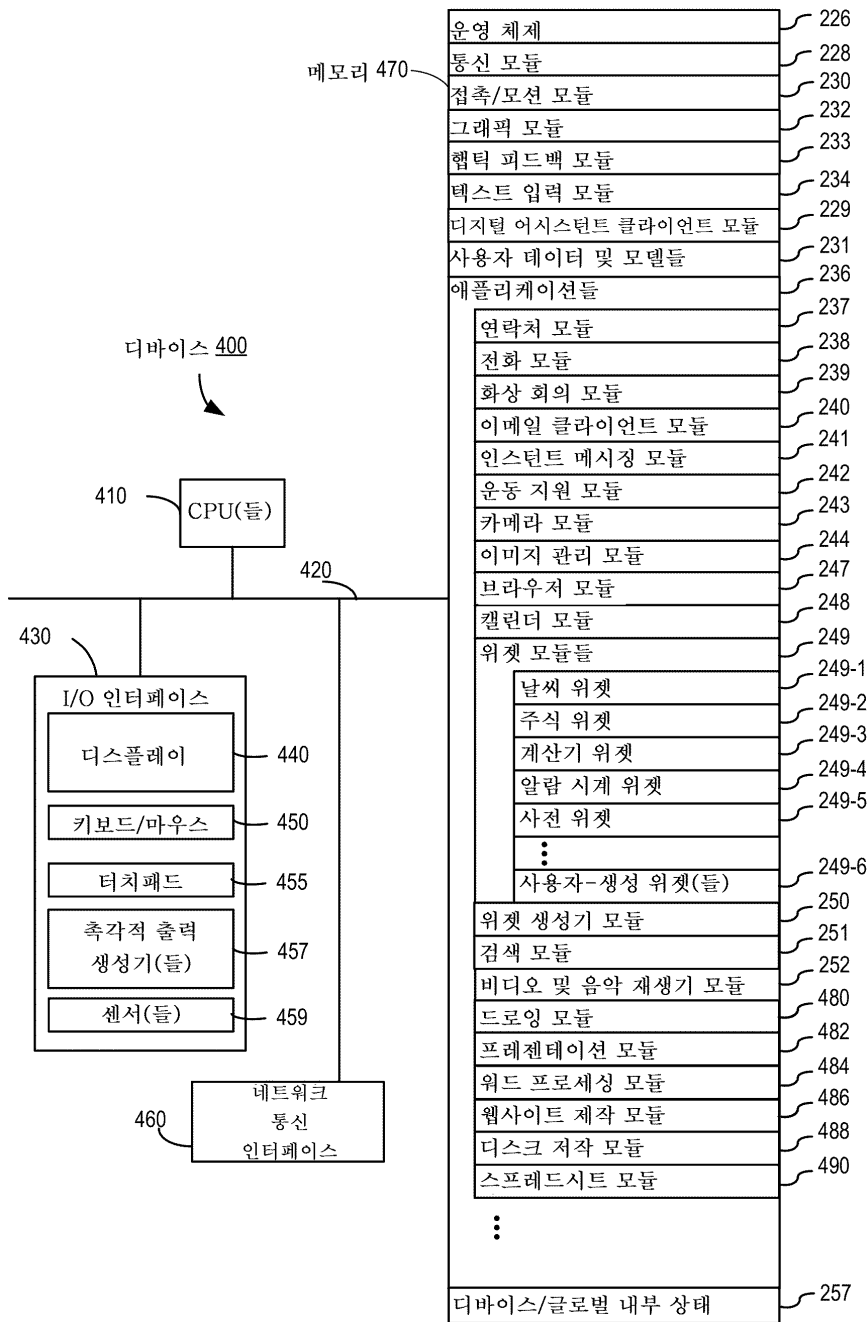 디바이스 400
410
CPU(들)
420
430
I/O 인터페이스
디스플레이
440
키보드/마우스
450
터치패드
455
촉각적 출력
생성기(들)
457
센서(들)
459
460
네트워크
통신
인터페이스
메모리 470
운영 체제
226
통신 모듈
228
접촉/모션 모듈
230
그래픽 모듈
232
햅틱 피드백 모듈
233
텍스트 입력 모듈
234
디지털 어시스턴트 클라이언트 모듈
229
사용자 데이터 및 모델들
231
애플리케이션들
236
연락처 모듈
237
전화 모듈
238
화상 회의 모듈
239
이메일 클라이언트 모듈
240
인스턴트 메시징 모듈
241
운동 지원 모듈
242
카메라 모듈
243
이미지 관리 모듈
244
브라우저 모듈
247
캘린더 모듈
248
위젯 모듈들
249
날씨 위젯
249-1
주식 위젯
249-2
계산기 위젯
249-3
알람 시계 위젯
249-4
사전 위젯
249-5
사용자-생성 위젯(들)
249-6
위젯 생성기 모듈
250
검색 모듈
251
비디오 및 음악 재생기 모듈
252
드로잉 모듈
480
프레젠테이션 모듈
482
워드 프로세싱 모듈
484
웹사이트 제작 모듈
486
디스크 저작 모듈
488
스프레드시트 모듈
490
디바이스/글로벌 내부 상태
257